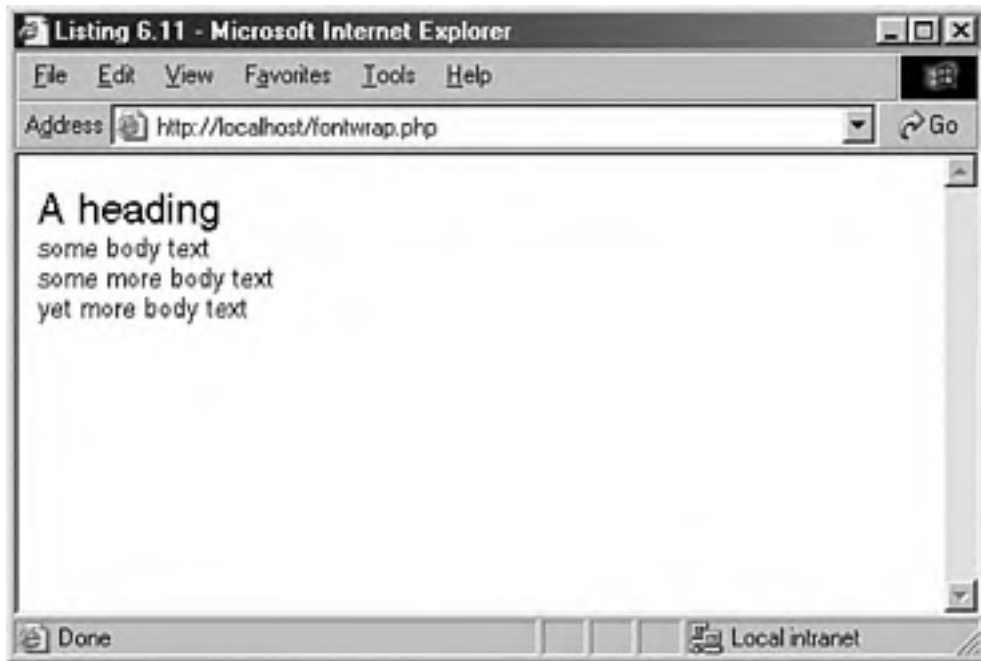 Listing 6.11 - Microsoft Internet Explorer
File Edit View Favorites Tools Help
Address http://localhost/fontwrap.php Go
A heading
some body text
some more body text
yet more body text
Done Local intranet